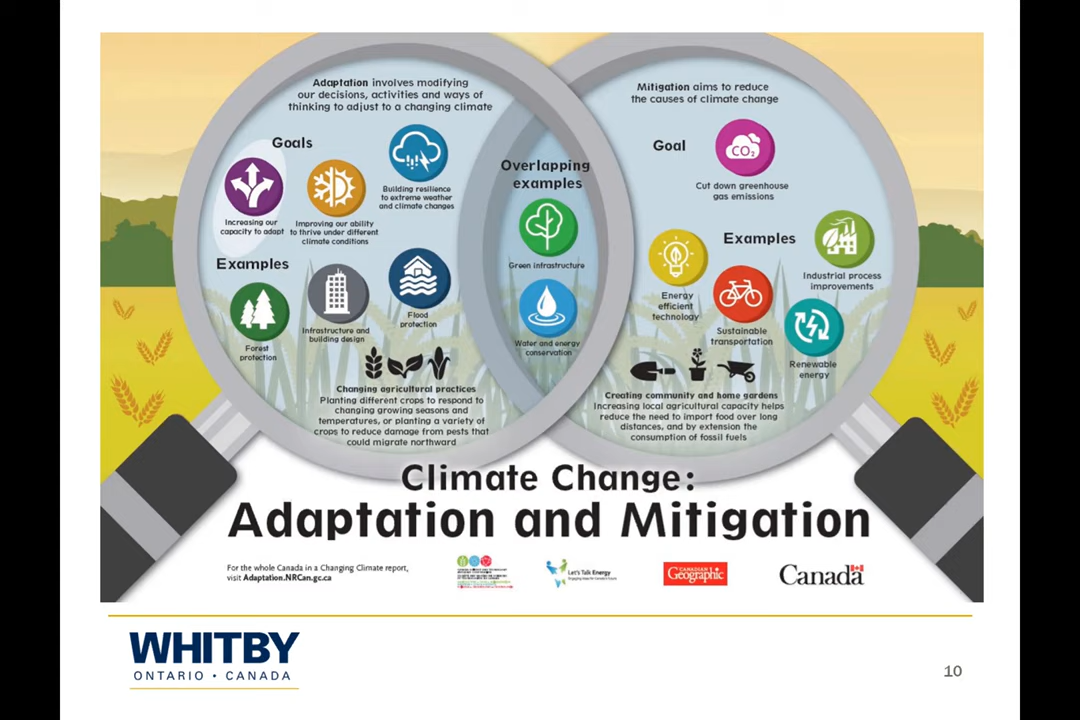 Adaptation involves modifying
our decisions, activities and ways of
thinking to adjust to a changing climate
Goals
Increasing our
capacity to adapt
Improving our ability
to thrive under different
climate conditions
Building resilience
to extreme weather
and climate changes
Examples
Forest
protection
Infrastructure and
building design
Flood
protection
Changing agricultural practices
Planting different crops to respond to
changing growing seasons and
temperatures, or planting a variety of
crops to reduce damage from pests that
could migrate northward
Overlapping
examples
Green infrastructure
Water and energy
conservation
Mitigation aims to reduce
the causes of climate change
Goal
CO₂
Cut down greenhouse
gas emissions
Examples
Energy
efficient
technology
Sustainable
transportation
Industrial process
improvements
Renewable
energy
Creating community and home gardens
Increasing local agricultural capacity helps
reduce the need to import food over long
distances, and by extension the
consumption of fossil fuels
Climate Change:
Adaptation and Mitigation
For the whole Canada in a Changing Climate report,
visit Adaptation.NRCan.gc.ca
Let's Talk Energy
CANADIAN
Geographic
Canada
WHITBY
ONTARIO • CANADA
10